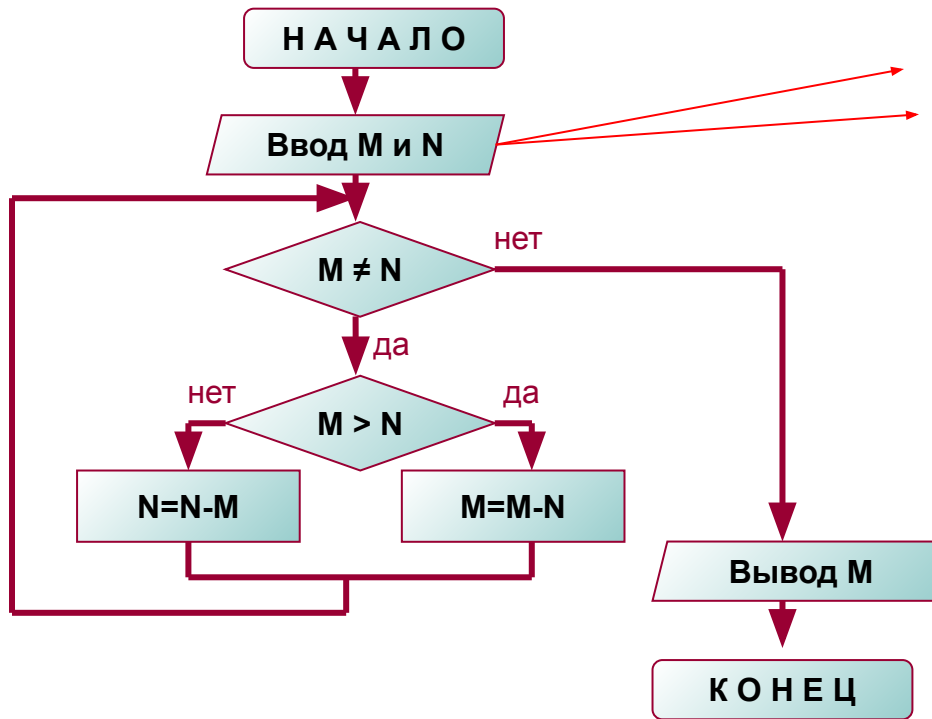 Н А Ч А Л О
Ввод M и N
M ≠ N
нет
да
M > N
нет
да
N=N-M
M=M-N
Вывод M
К О Н Е Ц